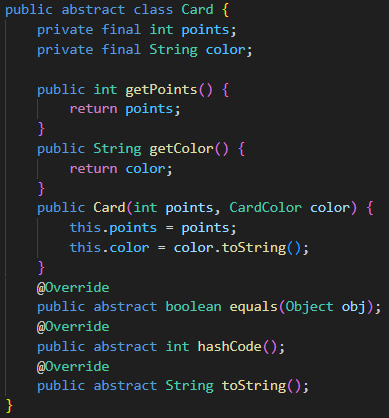 public abstract class Card {
    private final int points;
    private final String color;

    public int getPoints() {
        return points;
    }
    public String getColor() {
        return color;
    }
    public Card(int points, CardColor color) {
        this.points = points;
        this.color = color.toString();
    }
    @Override
    public abstract boolean equals(Object obj);
    @Override
    public abstract int hashCode();
    @Override
    public abstract String toString();
}